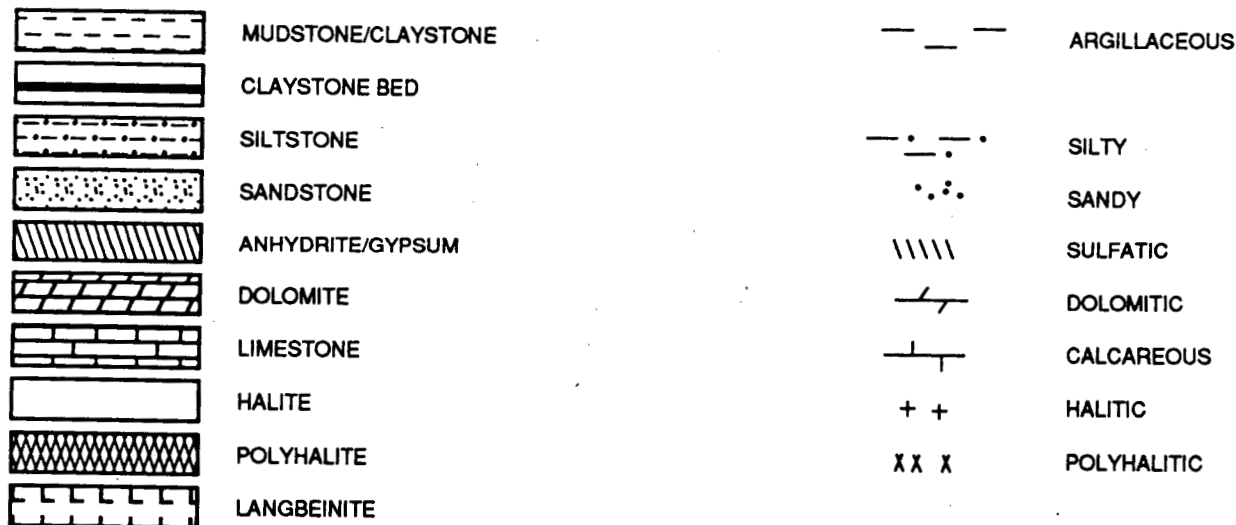 MUDSTONE/CLAYSTONE
CLAYSTONE BED
SILTSTONE
SANDSTONE
ANHYDRITE/GYPSUM
DOLOMITE
LIMESTONE
HALITE
POLYHALITE
LANGBEINITE
ARGILLACEOUS
SILTY
SANDY
SULFATIC
DOLOMITIC
CALCAREOUS
HALITIC
POLYHALITIC